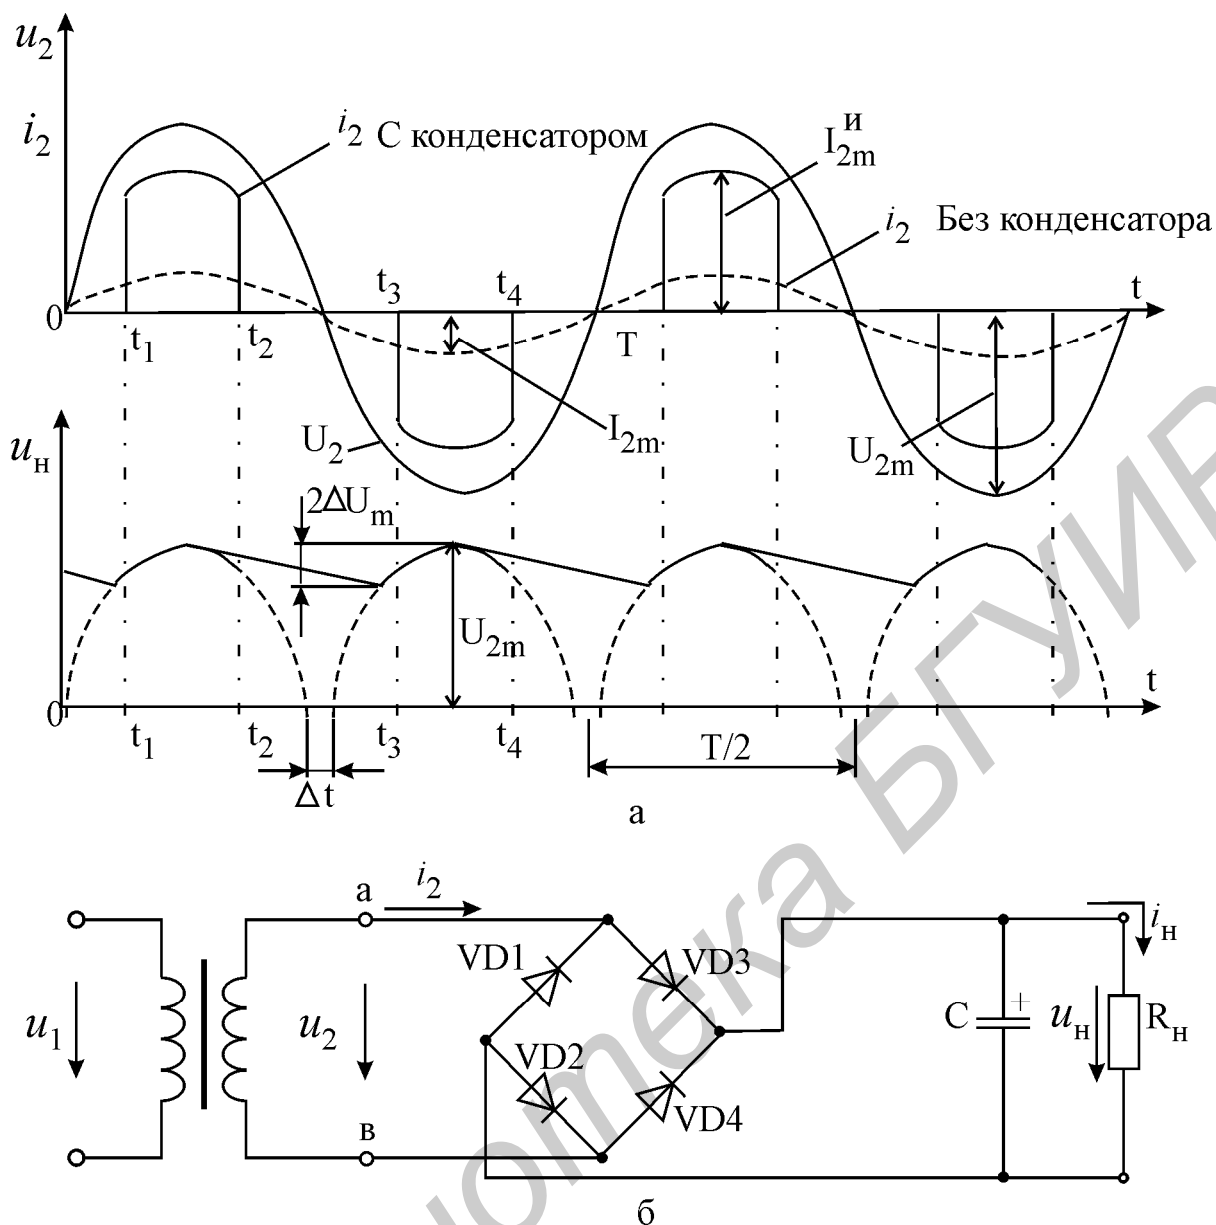 u2
i2
i2 С конденсатором
I2m и
i2 Без конденсатора
0
t1
t2
t3
t4
T
t
U2
I2m
U2m
uн
2ΔUm
U2m
0
t1
t2
t3
t4
t
Δt
T/2
а
u1
u2
а
i2
в
VD1
VD3
VD2
VD4
C
+
uн
iн
Rн
б